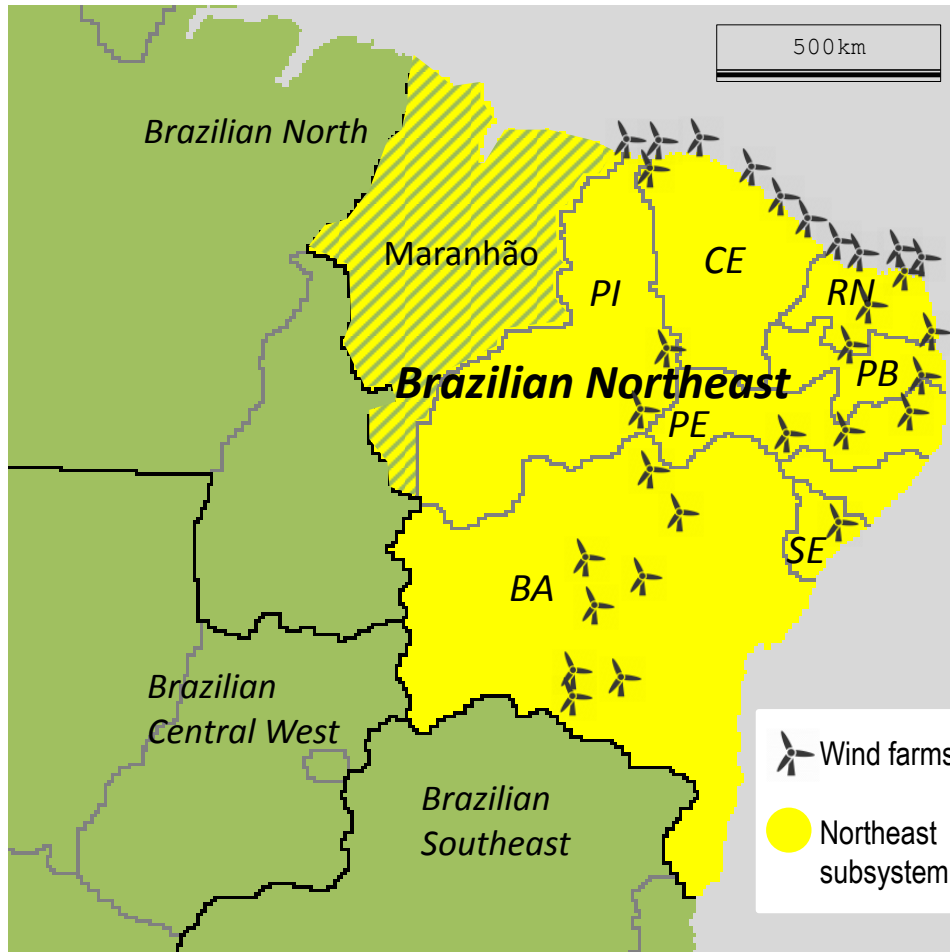 500km
Brazilian North
Maranhão
CE
PI
RN
Brazilian Northeast
PB
PE
SE
BA
Brazilian
Central West
Brazilian
Southeast
Wind farms
Northeast
subsystem